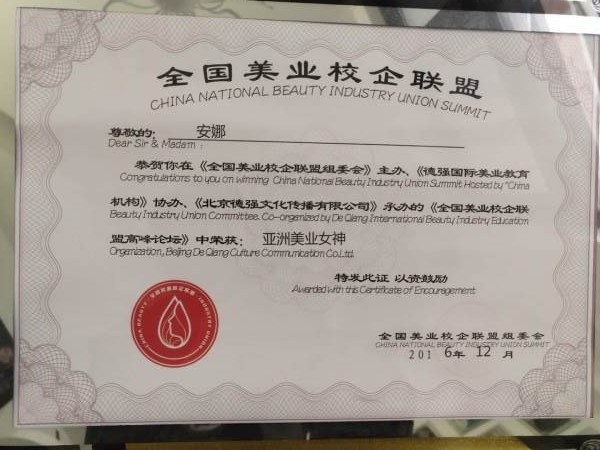 全国美业校企联盟
CHINA NATIONAL BEAUTY INDUSTRY UNION SUMMIT
尊敬的: 安娜
Dear Sir & Madam :
恭贺你在《全国美业校企联盟组委会》主办、《德强国际美业教育
Congratulations to you on winning China National Beauty Industry Union Summit Hosted by "China
机构》协办、《北京德强文化传播有限公司》承办的《全国美业校企联
Beauty Industry Union Committee. Co-organized by De Qiang International Beauty Industry Education
盟高峰论坛》中荣获: 亚洲美业女神
Organization, Beijing De Qiang Culture Communication Co.Ltd.
特发此证 以资鼓励
Awarded with this Certificate of Encouragement
全国美业校企联盟组委会
CHINA NATIONAL BEAUTY INDUSTRY UNION SUMMIT
2016年 12 月